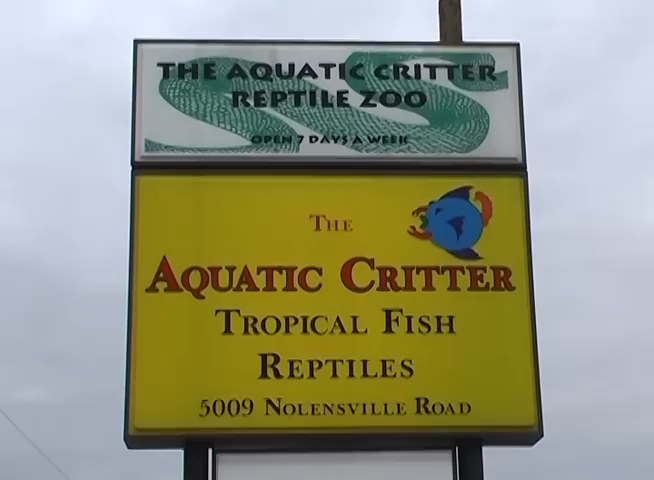 THE AQUATIC CRITTER
REPTILE ZOO
OPEN 7 DAYS A WEEK
THE
AQUATIC CRITTER
TROPICAL FISH
REPTILES
5009 NOLENSVILLE ROAD